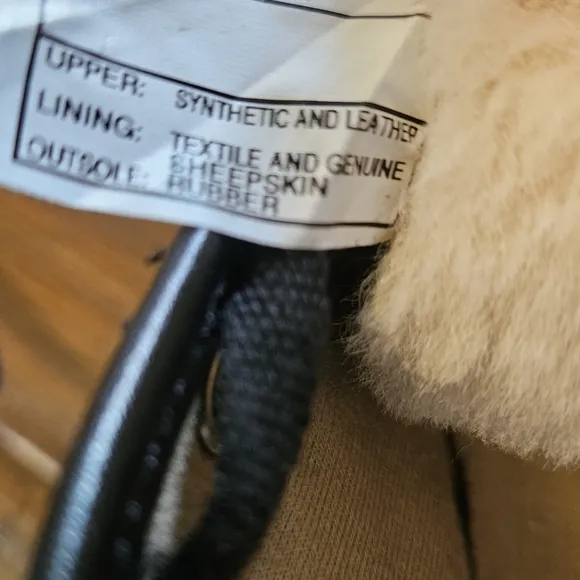 UPPER: SYNTHETIC AND LEATHER
LINING: TEXTILE AND GENUINE
SHEEPSKIN
OUTSOLE: RUBBER